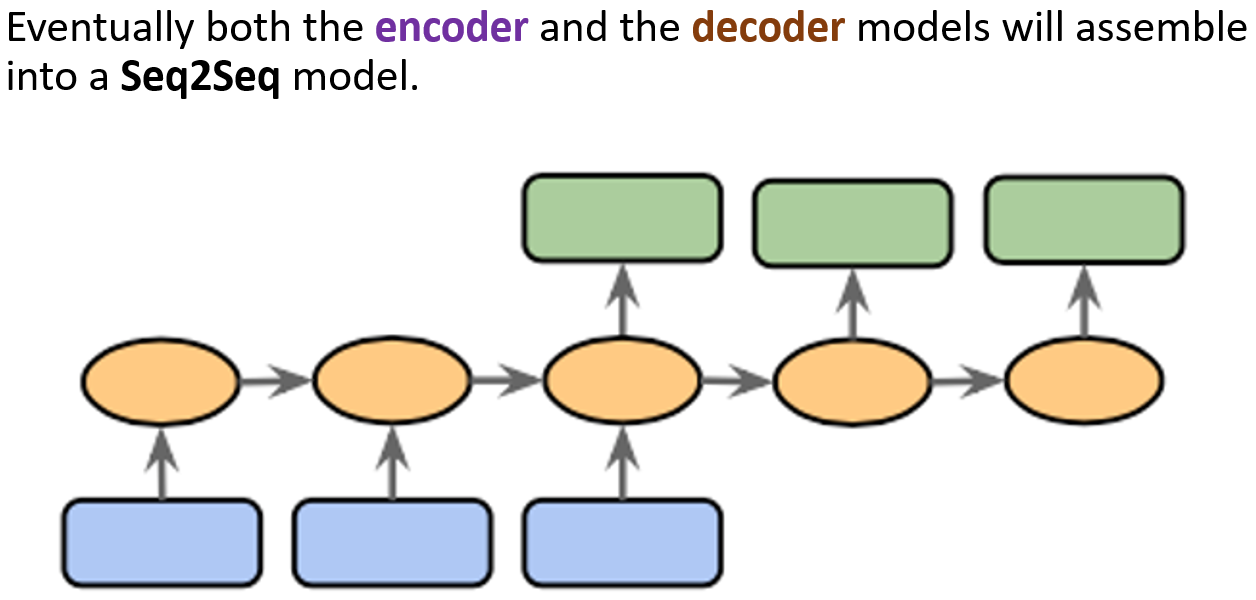 Eventually both the encoder and the decoder models will assemble
into a Seq2Seq model.